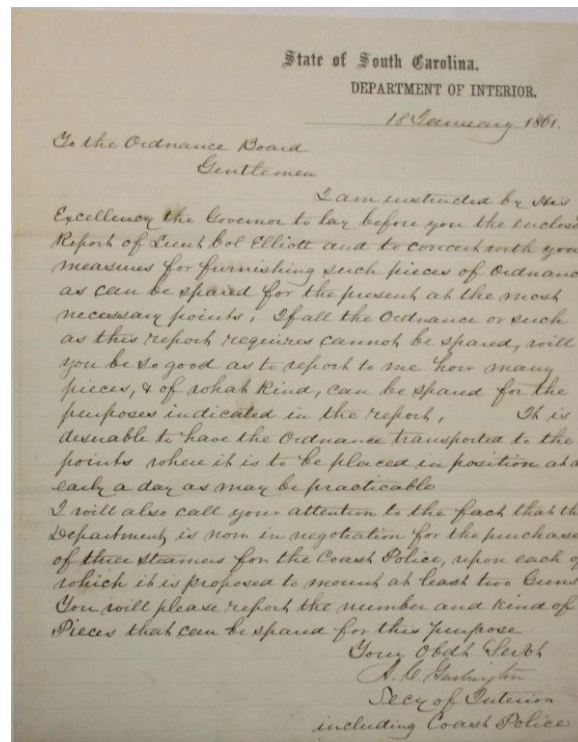 State of South Carolina.
DEPARTMENT OF INTERIOR.
18 January 1861.
To the Ordnance Board
Gentlemen
I am instructed by His
Excellency the Governor to lay before you the enclose
Report of Lieut Col Elliott and to concert with you
measures for furnishing such pieces of Ordnanc
as can be spared for the present at the most
necessary points, If all the Ordnance or such
as this report requires cannot be spared, will
you be so good as to report to me how many
pieces, & of what Kind, can be spared for the
purposes indicated in the report, It is
desirable to have the Ordnance transported to the
points where it is to be placed in position at a
early a day as may be practicable
I will also call your attention to the fact that th
Department is now in negotiation for the purchase
of three steamers for the Coast Police, upon each o
which it is proposed to mount at least two Guns
You will please report the number and Kind of
Pieces that can be spared for this purpose
Your Obdt Servt
A. C. Garlington
Secy of Interior
including Coast Police